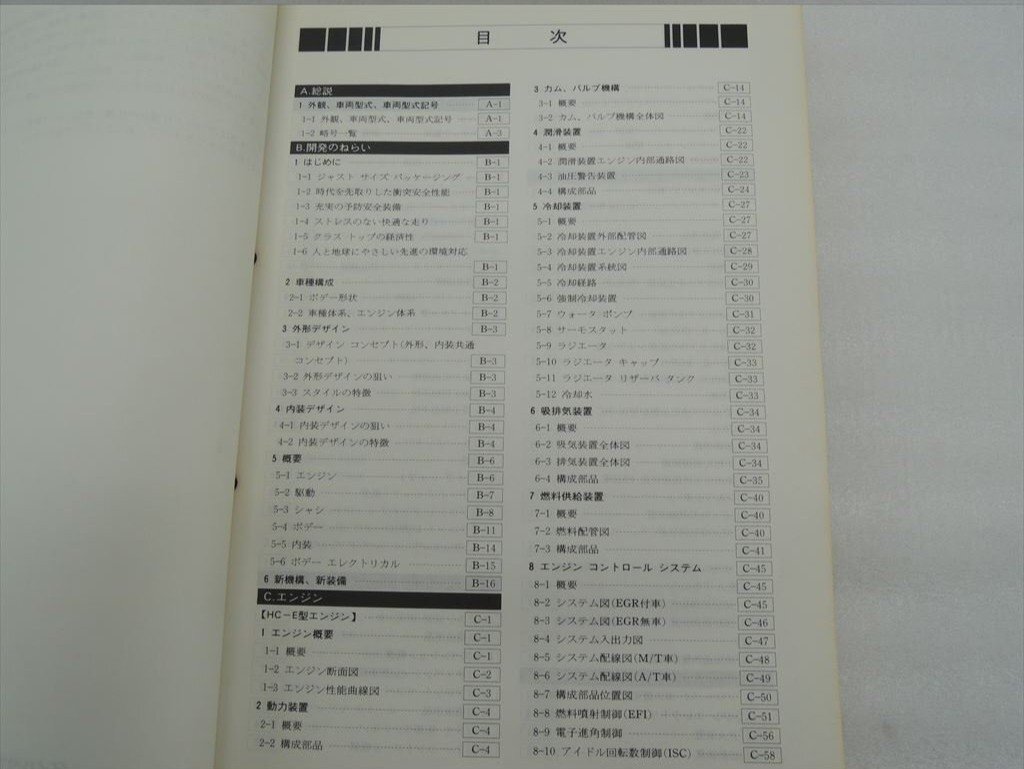 目 次
A.総説
1 外観、車両型式、車両型式記号 A-1
1-1 外観、車両型式、車両型式記号 A-1
1-2 略号一覧 A-3
B.開発のねらい
1 はじめに B-1
1-1 ジャスト サイズ パッケージング B-1
1-2 時代を先取りした衝突安全性能 B-1
1-3 充実の予防安全装備 B-1
1-4 ストレスのない快適な走り B-1
1-5 クラス トップの経済性 B-1
1-6 人と地球にやさしい先進の環境対応
B-1
2 車種構成 B-2
2-1 ボデー形状 B-2
2-2 車種体系、エンジン体系 B-2
3 外形デザイン B-3
3-1 デザイン コンセプト(外形、内装共通
コンセプト) B-3
3-2 外形デザインの狙い B-3
3-3 スタイルの特徴 B-3
4 内装デザイン B-4
4-1 内装デザインの狙い B-4
4-2 内装デザインの特徴 B-4
5 概要 B-6
5-1 エンジン B-6
5-2 駆動 B-7
5-3 シャシ B-8
5-4 ボデー B-11
5-5 内装 B-14
5-6 ボデー エレクトリカル B-15
6 新機構、新装備 B-16
C.エンジン
【HC-E型エンジン】 C-1
1 エンジン概要 C-1
1-1 概要 C-1
1-2 エンジン断面図 C-2
1-3 エンジン性能曲線図 C-3
2 動力装置 C-4
2-1 概要 C-4
2-2 構成部品 C-4
3 カム、バルブ機構 C-14
3-1 概要 C-14
3-2 カム、バルブ機構全体図 C-14
4 潤滑装置 C-22
4-1 概要 C-22
4-2 潤滑装置エンジン内部通路図 C-22
4-3 油圧警告装置 C-23
4-4 構成部品 C-24
5 冷却装置 C-27
5-1 概要 C-27
5-2 冷却装置外部配管図 C-27
5-3 冷却装置エンジン内部通路図 C-28
5-4 冷却装置系統図 C-29
5-5 冷却経路 C-30
5-6 強制冷却装置 C-30
5-7 ウォータ ポンプ C-31
5-8 サーモスタット C-32
5-9 ラジエータ C-32
5-10 ラジエータ キャップ C-33
5-11 ラジエータ リザーバ タンク C-33
5-12 冷却水 C-33
6 吸排気装置 C-34
6-1 概要 C-34
6-2 吸気装置全体図 C-34
6-3 排気装置全体図 C-34
6-4 構成部品 C-35
7 燃料供給装置 C-40
7-1 概要 C-40
7-2 燃料配管図 C-40
7-3 構成部品 C-41
8 エンジン コントロール システム C-45
8-1 概要 C-45
8-2 システム図(EGR付車) C-45
8-3 システム図(EGR無車) C-46
8-4 システム入出力図 C-47
8-5 システム配線図(M/T車) C-48
8-6 システム配線図(A/T車) C-49
8-7 構成部品位置図 C-50
8-8 燃料噴射制御(EFI) C-51
8-9 電子進角制御 C-56
8-10 アイドル回転数制御(ISC) C-58